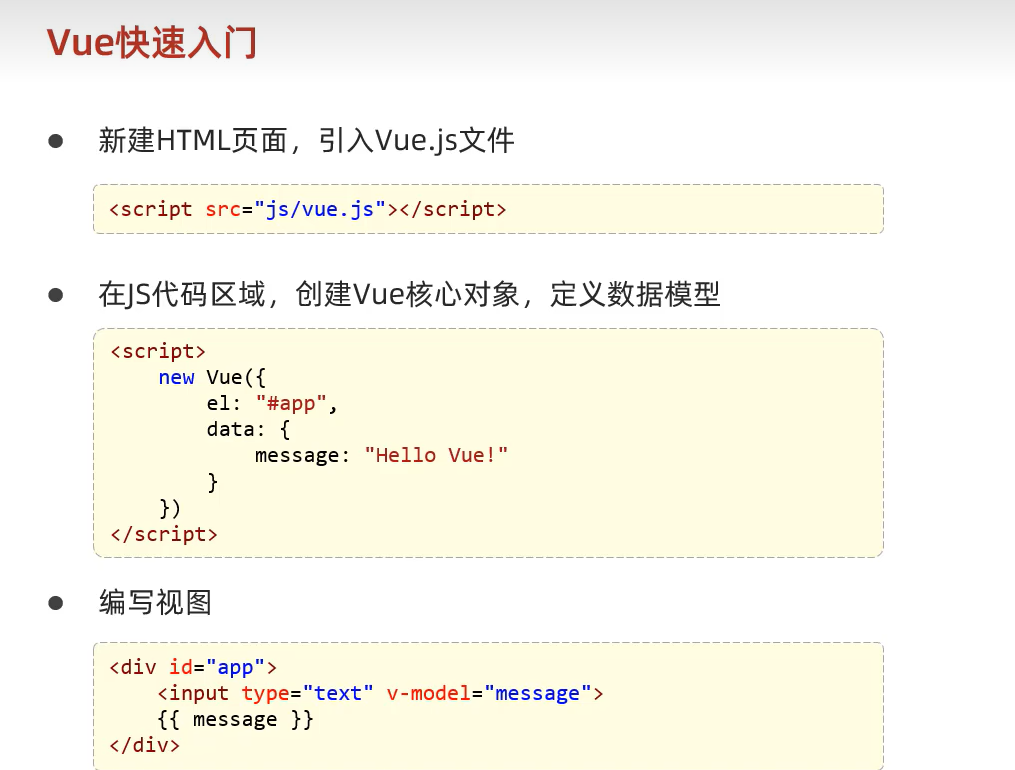 Vue快速入门
新建HTML页面，引入Vue.js文件
<script src="js/vue.js"></script>
在JS代码区域，创建Vue核心对象，定义数据模型
<script>
    new Vue({
        el: "#app",
        data: {
            message: "Hello Vue!"
        }
    })
</script>
编写视图
<div id="app">
    <input type="text" v-model="message">
    {{ message }}
</div>